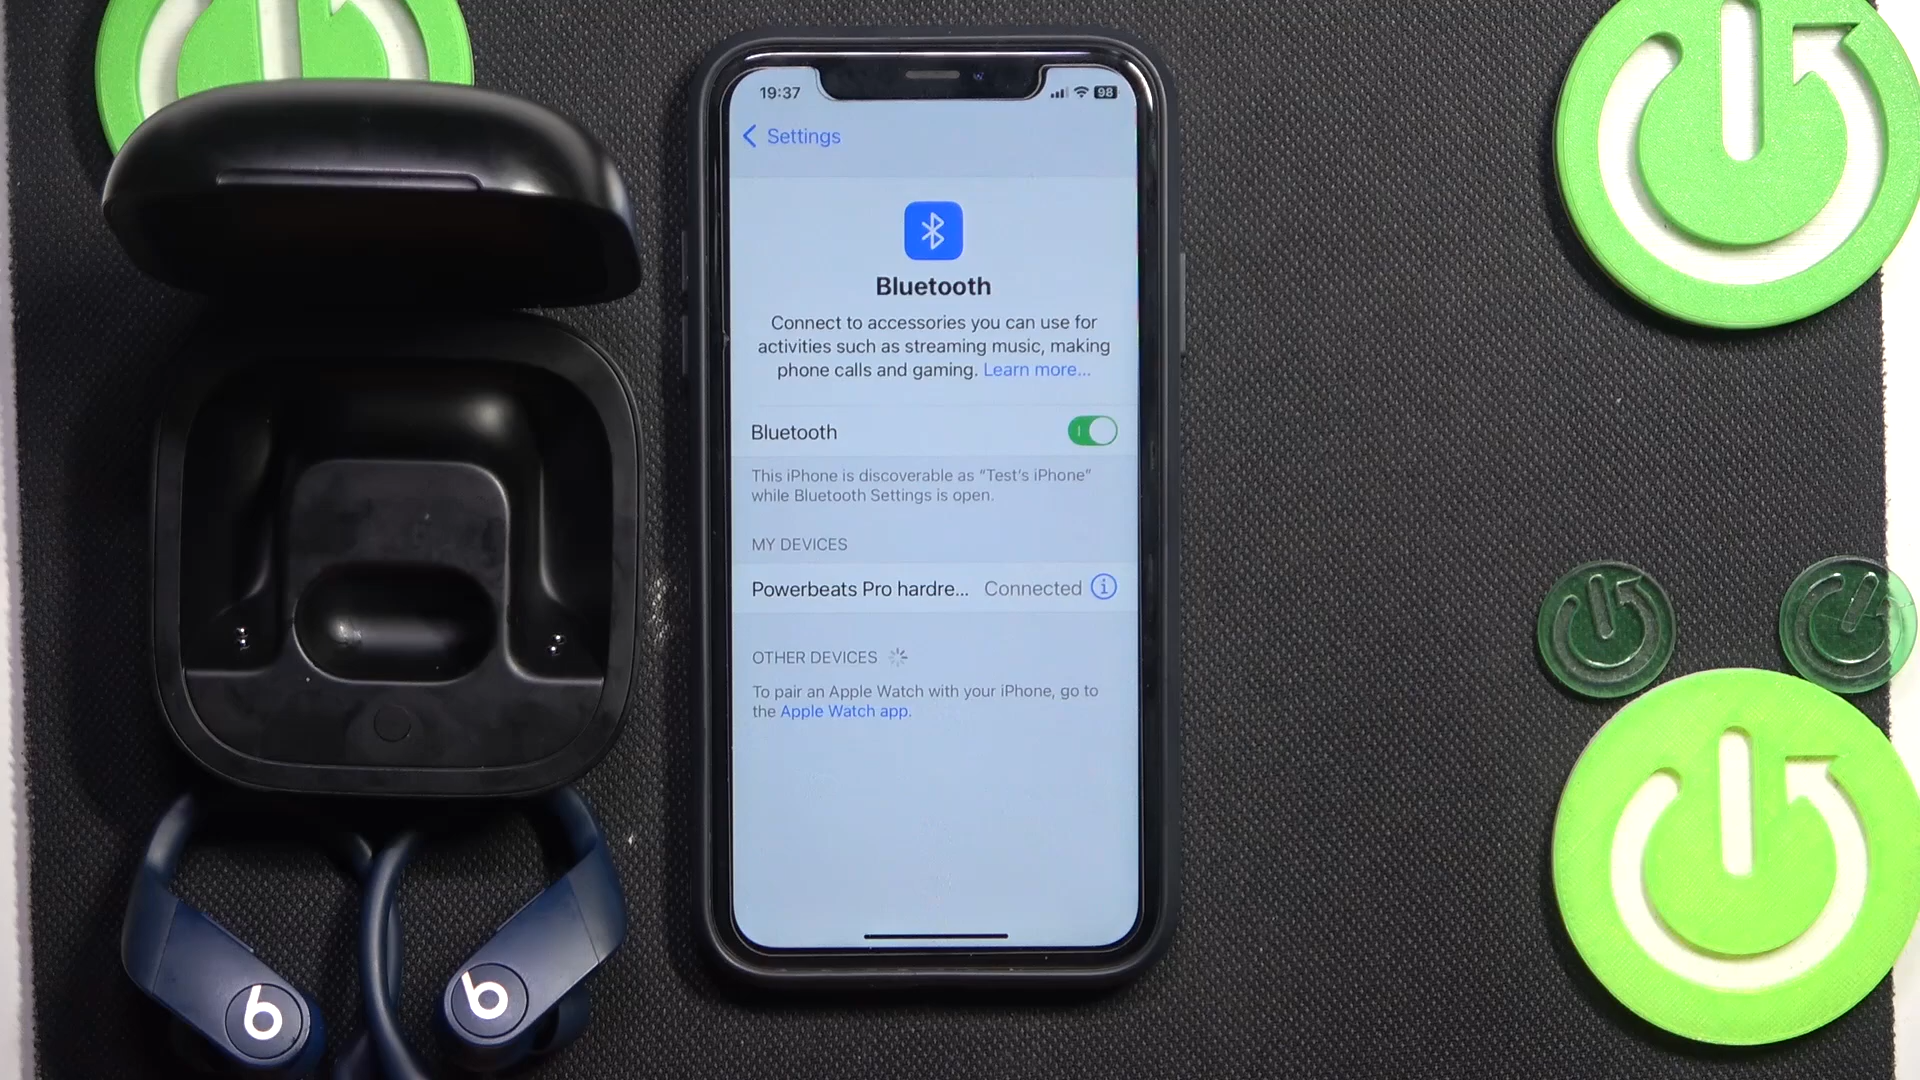 19:37
98
Settings
Bluetooth
Connect to accessories you can use for
activities such as streaming music, making
phone calls and gaming. Learn more...
Bluetooth
This iPhone is discoverable as “Test's iPhone”
while Bluetooth Settings is open.
MY DEVICES
Powerbeats Pro hardre... Connected
OTHER DEVICES
To pair an Apple Watch with your iPhone, go to
the Apple Watch app.
b
b